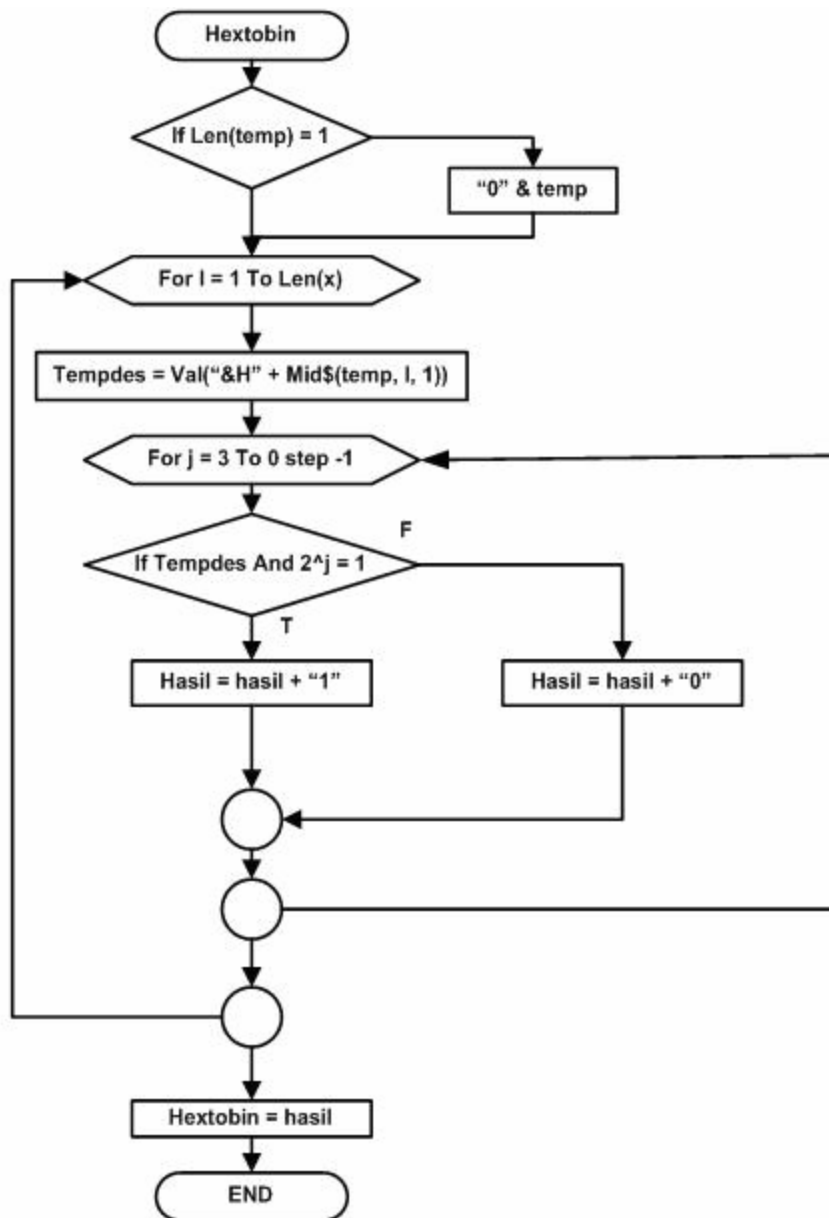 Hextobin
If Len(temp) = 1
“0” & temp
For I = 1 To Len(x)
Tempdes = Val(“&H” + Mid$(temp, I, 1))
For j = 3 To 0 step -1
F
If Tempdes And 2^j = 1
T
Hasil = hasil + “1”
Hasil = hasil + “0”
Hextobin = hasil
END